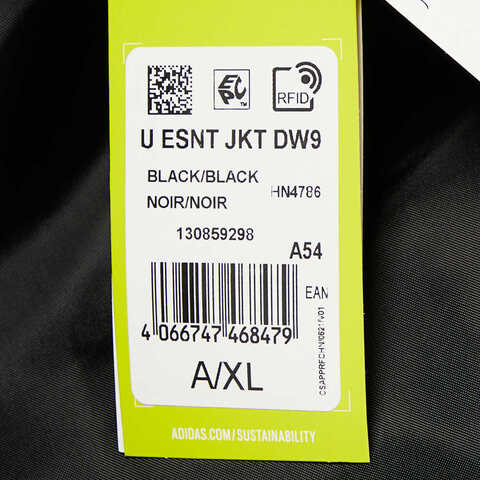 EPC™
RFID
U ESNT JKT DW9
BLACK/BLACK
HN4786
NOIR/NOIR
130859298
A54
EAN
4 066747 468479
A/XL
ADIDAS.COM/SUSTAINABILITY